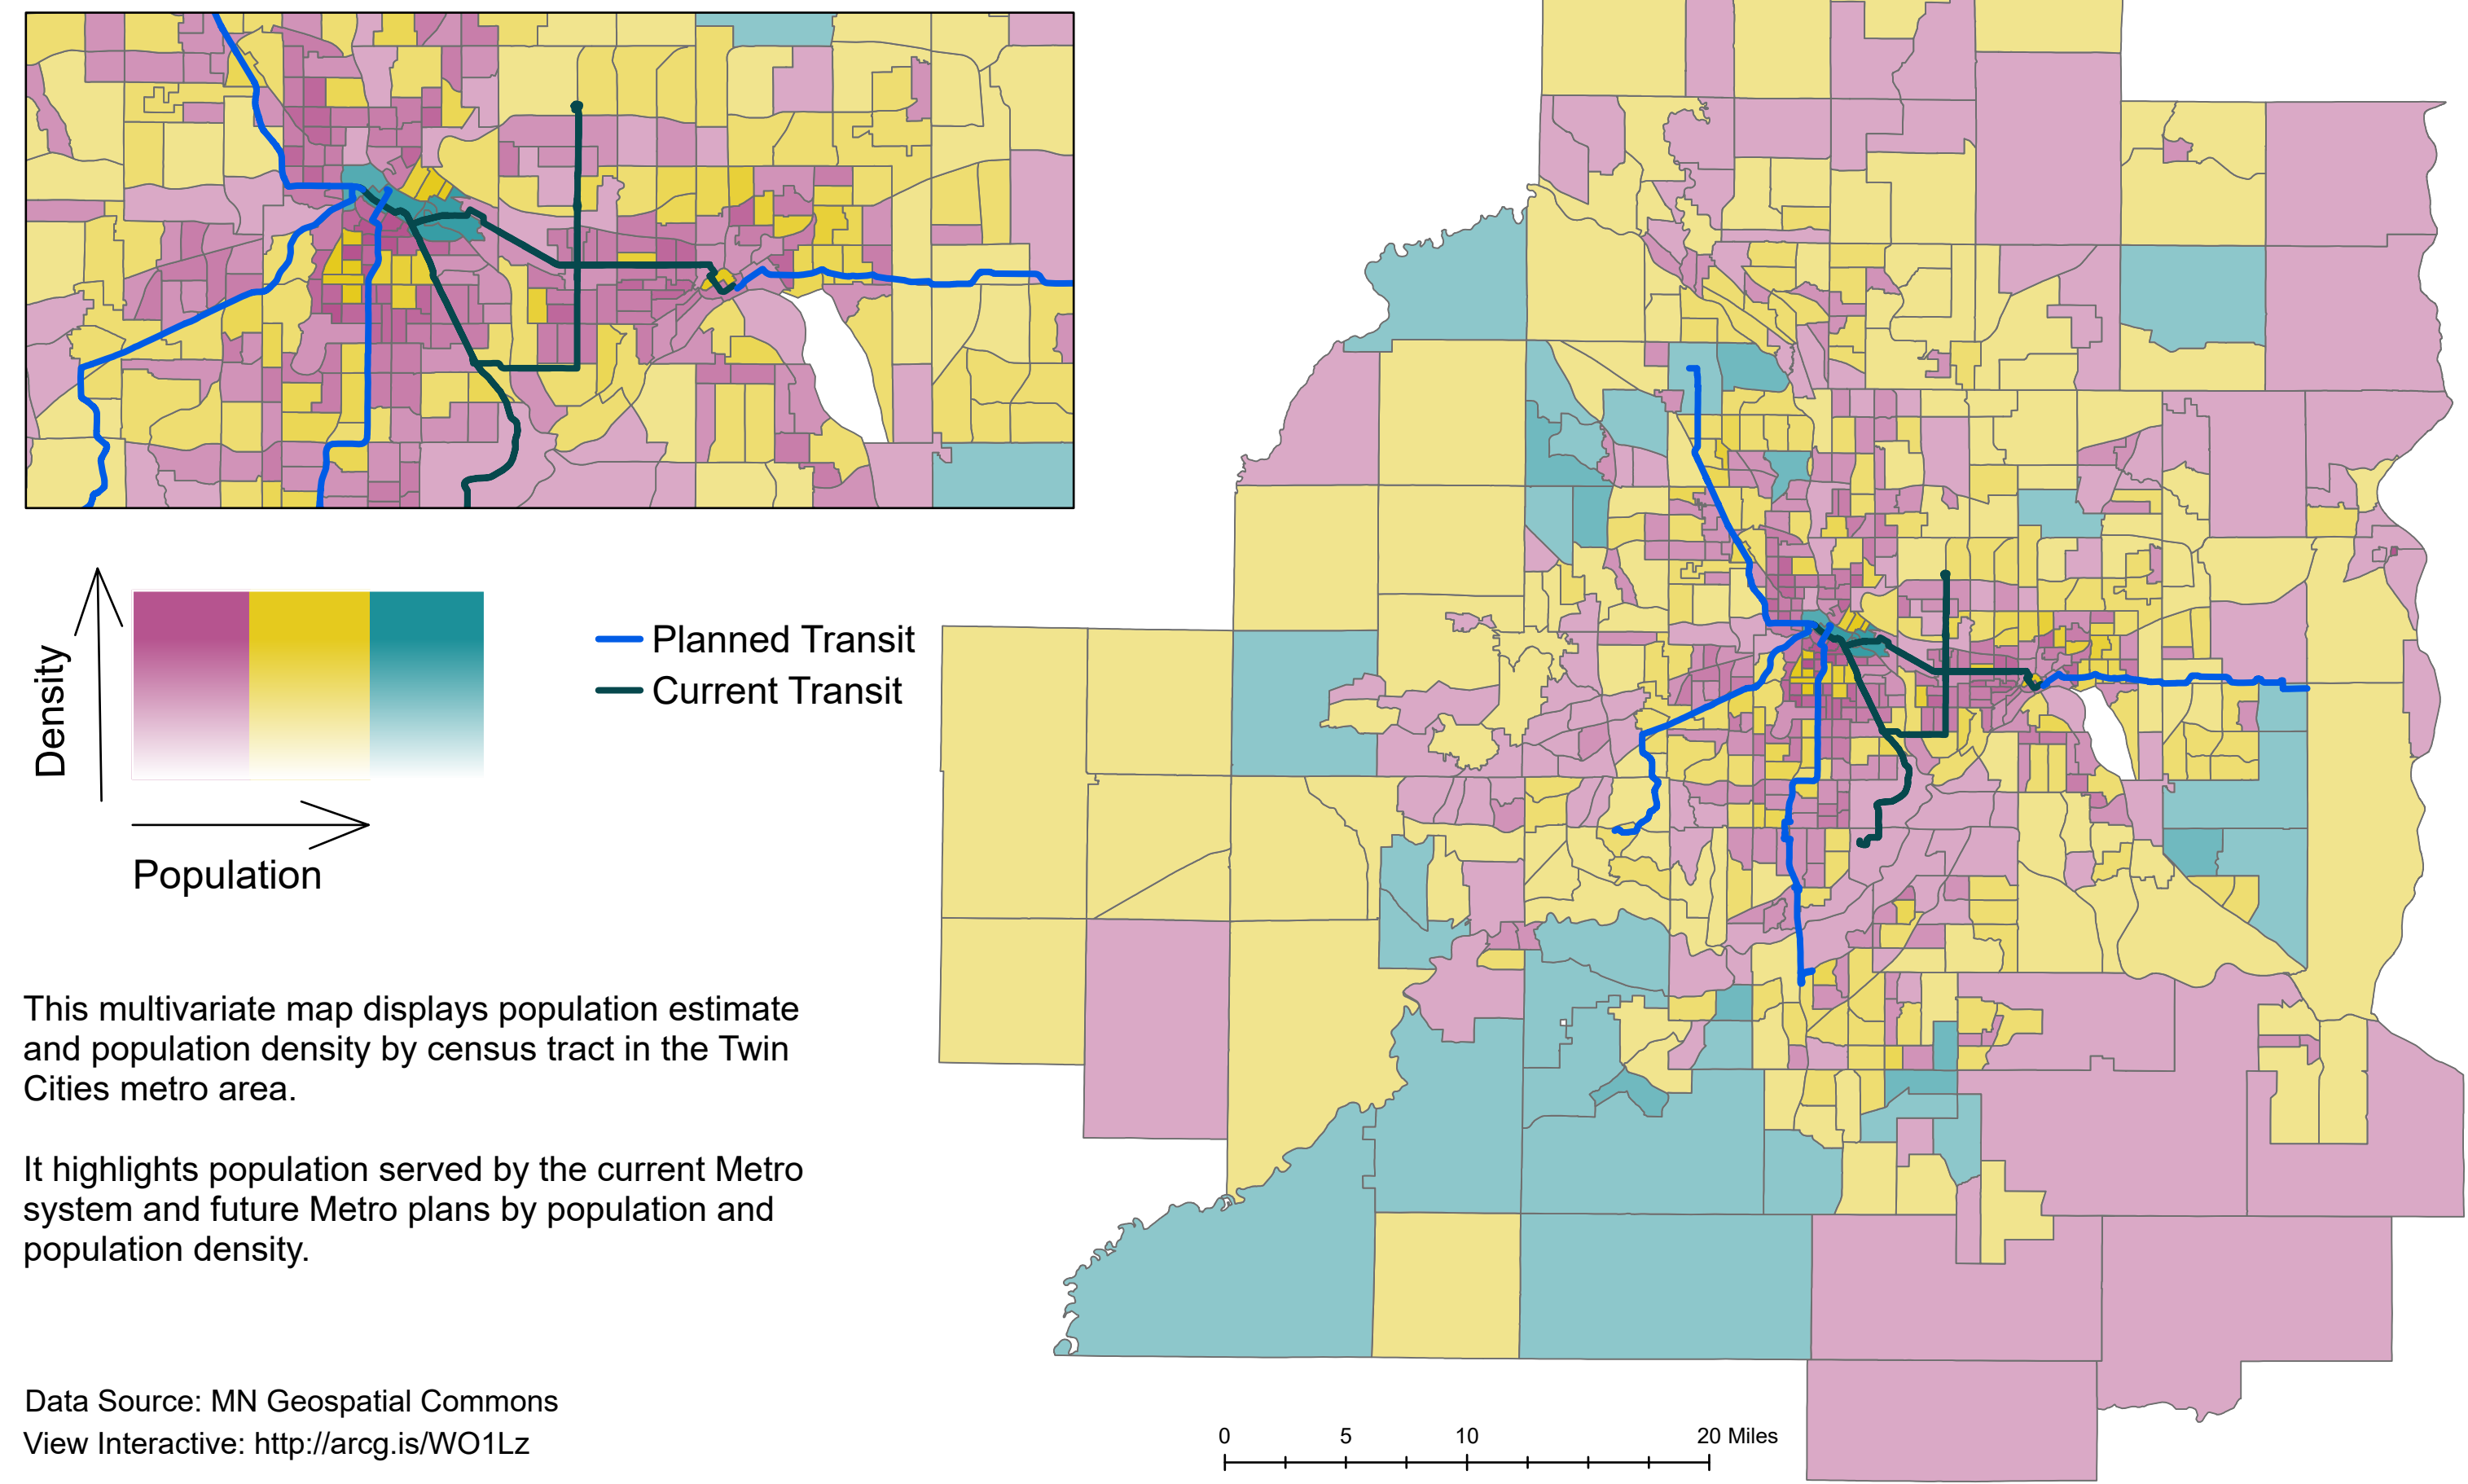 Density
Population
Planned Transit
Current Transit
This multivariate map displays population estimate
and population density by census tract in the Twin
Cities metro area.
It highlights population served by the current Metro
system and future Metro plans by population and
population density.
Data Source: MN Geospatial Commons
View Interactive: http://arcg.is/WO1Lz
0 5 10 20 Miles